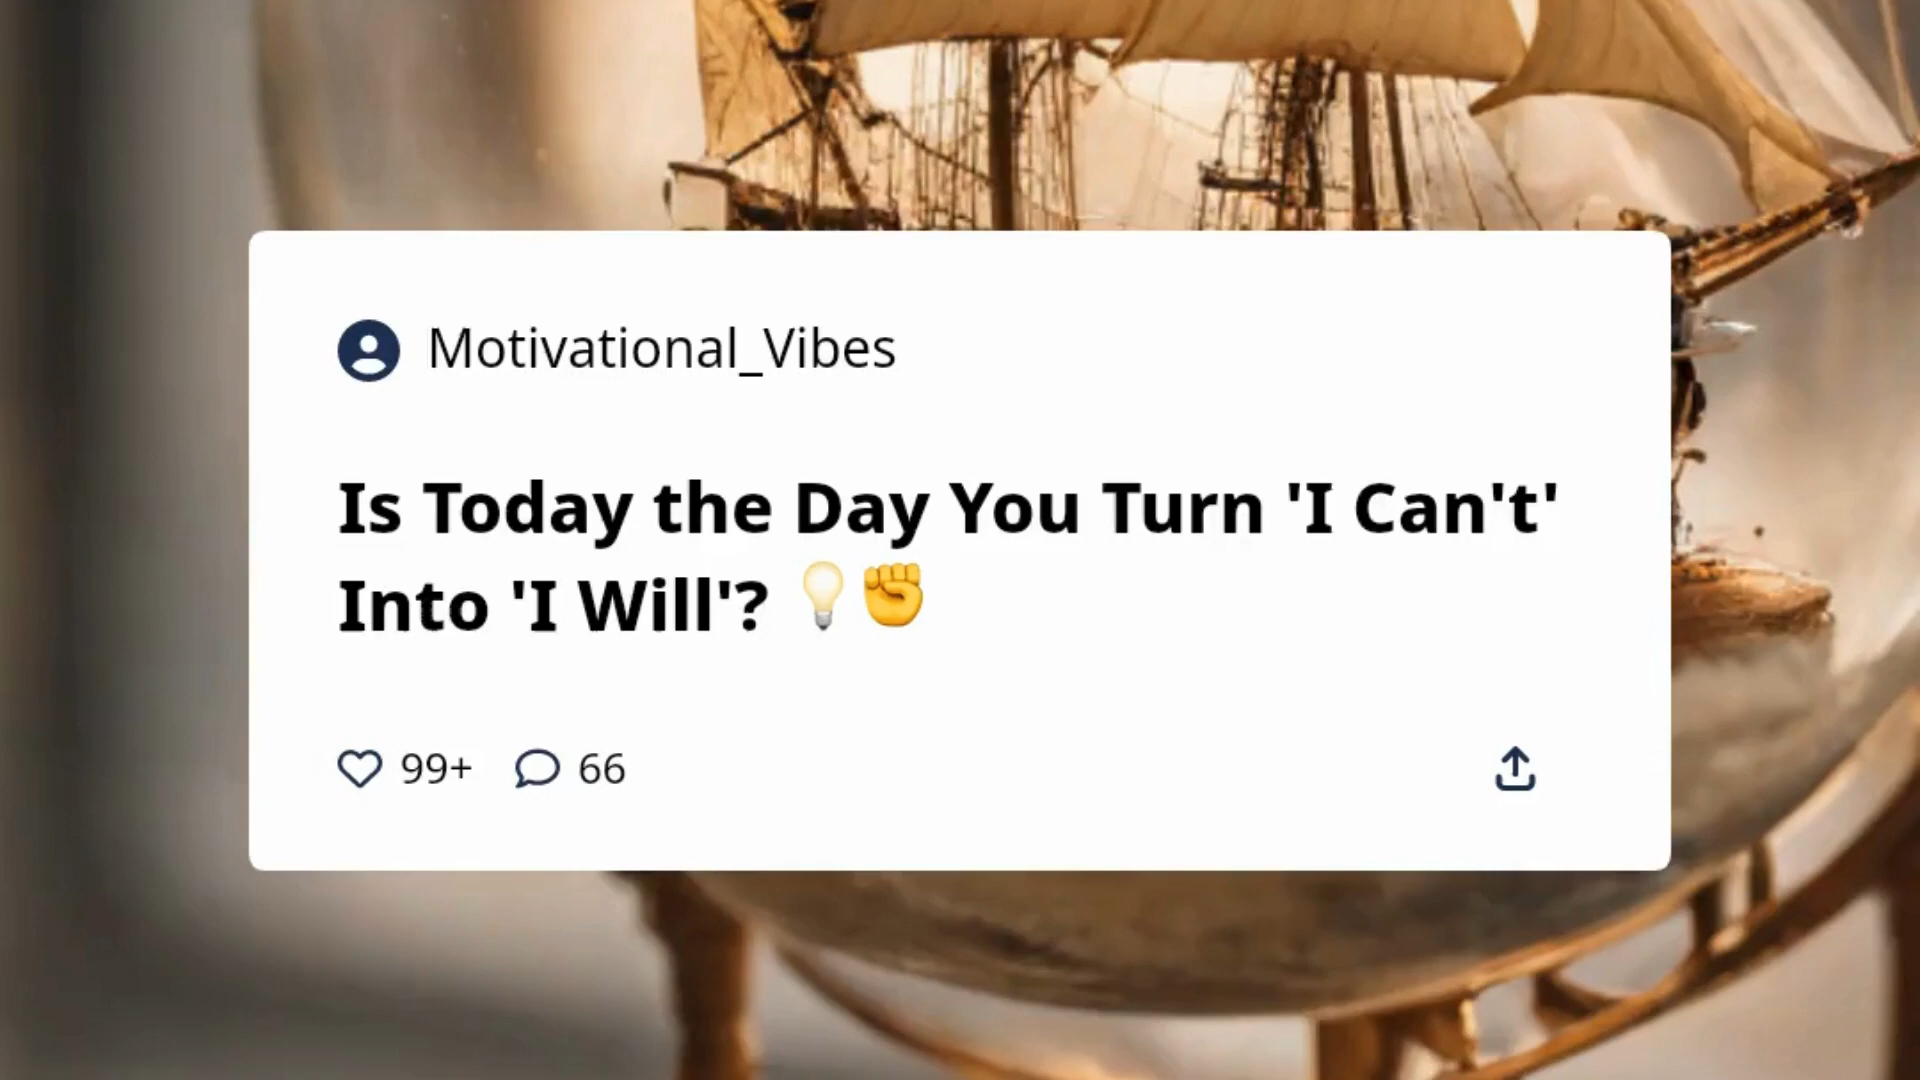 Motivational_Vibes
Is Today the Day You Turn 'I Can't'
Into 'I Will'? 💡✊
99+ 66